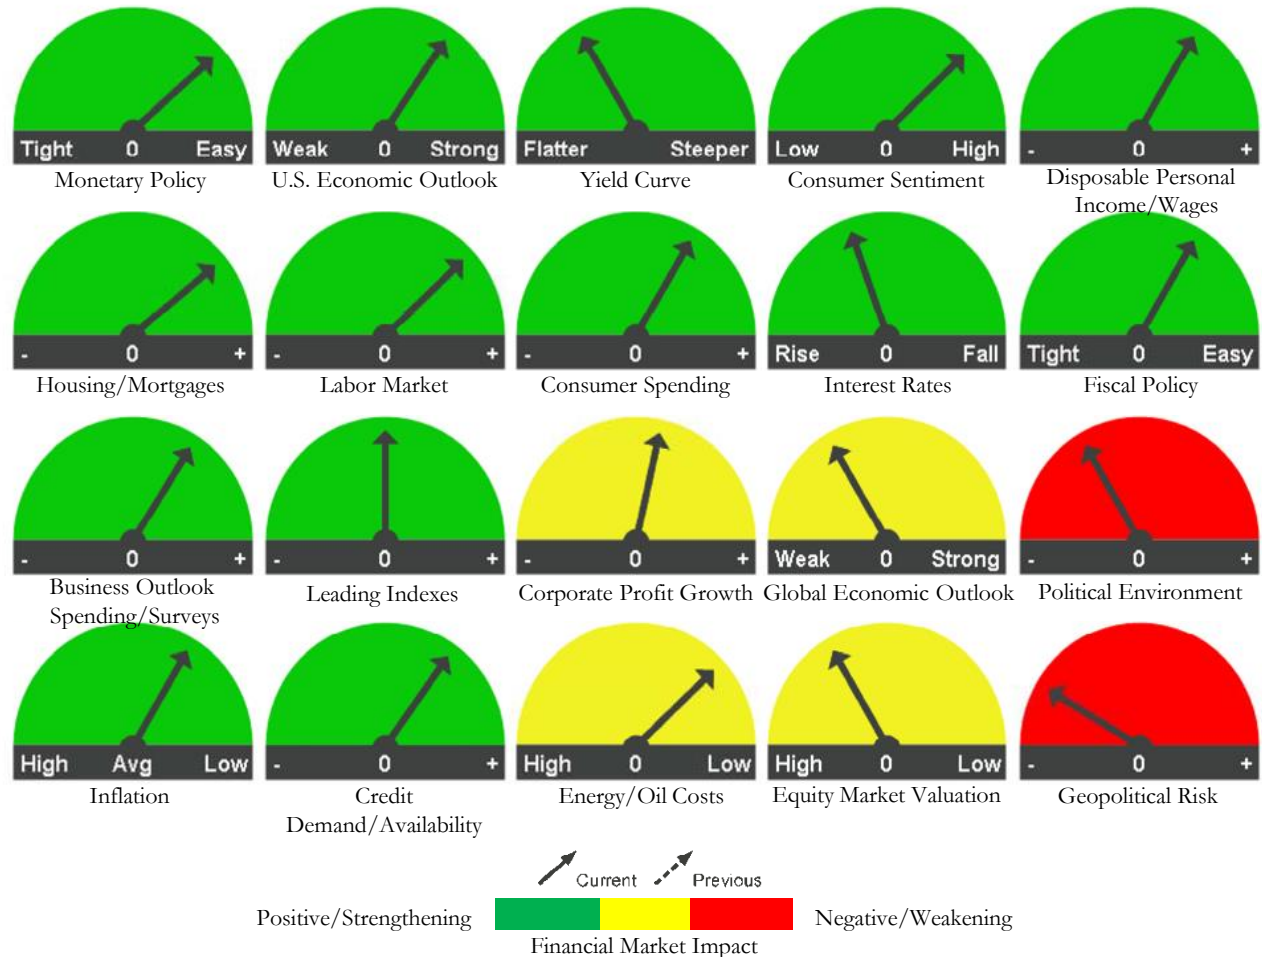 Tight 0 Easy
Monetary Policy
Weak 0 Strong
U.S. Economic Outlook
Flatter Steeper
Yield Curve
Low 0 High
Consumer Sentiment
- 0 +
Disposable Personal
Income/Wages
- 0 +
Housing/Mortgages
- 0 +
Labor Market
- 0 +
Consumer Spending
Rise 0 Fall
Interest Rates
Tight 0 Easy
Fiscal Policy
- 0 +
Business Outlook
Spending/Surveys
- 0 +
Leading Indexes
- 0 +
Corporate Profit Growth
Weak 0 Strong
Global Economic Outlook
- 0 +
Political Environment
High Avg Low
Inflation
- 0 +
Credit
Demand/Availability
High 0 Low
Energy/Oil Costs
High 0 Low
Equity Market Valuation
- 0 +
Geopolitical Risk
Current Previous
Positive/Strengthening Negative/Weakening
Financial Market Impact